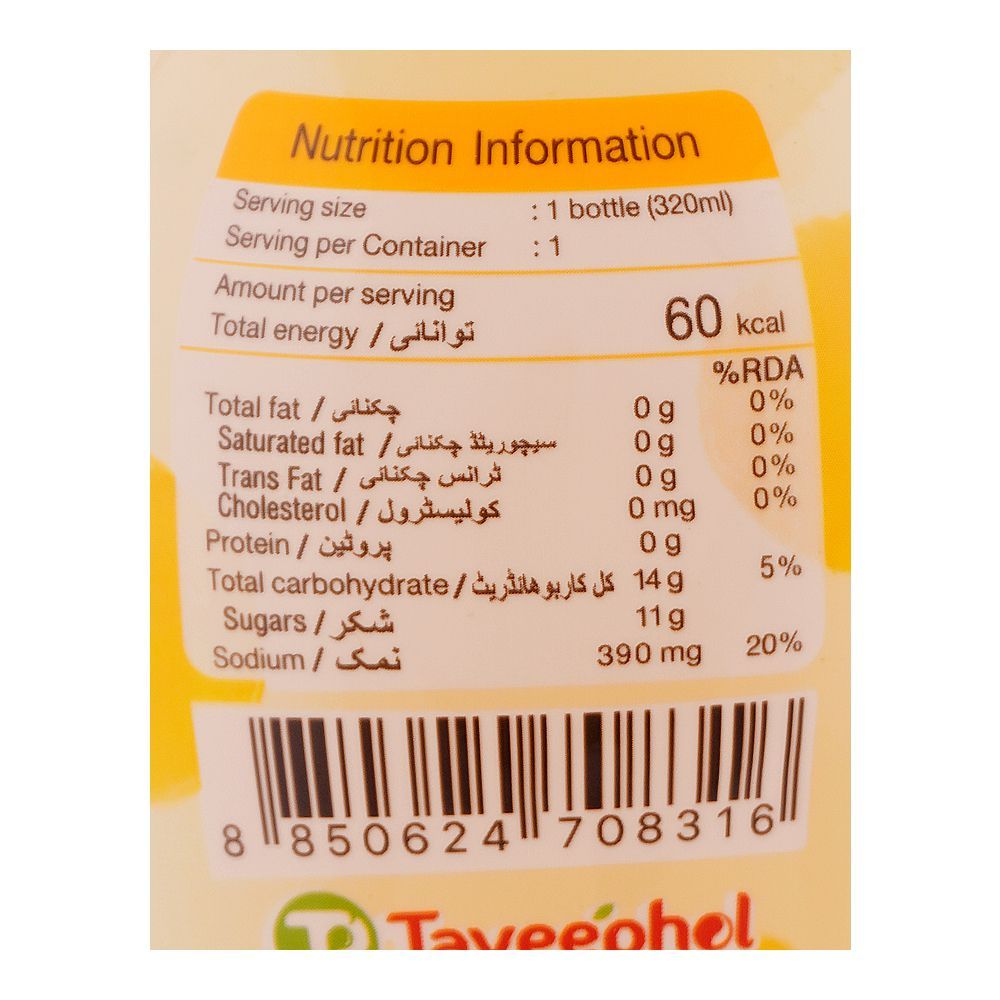 Nutrition Information
Serving size : 1 bottle (320ml)
Serving per Container : 1
Amount per serving
Total energy / توانائی 60 kcal
%RDA
Total fat / چکنائی 0 g 0%
Saturated fat / سیچوریٹڈ چکنائی 0 g 0%
Trans Fat / ٹرانس چکنائی 0 g 0%
Cholesterol / کولیسٹرول 0 mg 0%
Protein / پروٹین 0 g
Total carbohydrate / کل کاربوهائڈریٹ 14 g 5%
Sugars / شکر 11 g
Sodium / نمک 390 mg 20%
8 850624 708316
Taveephol